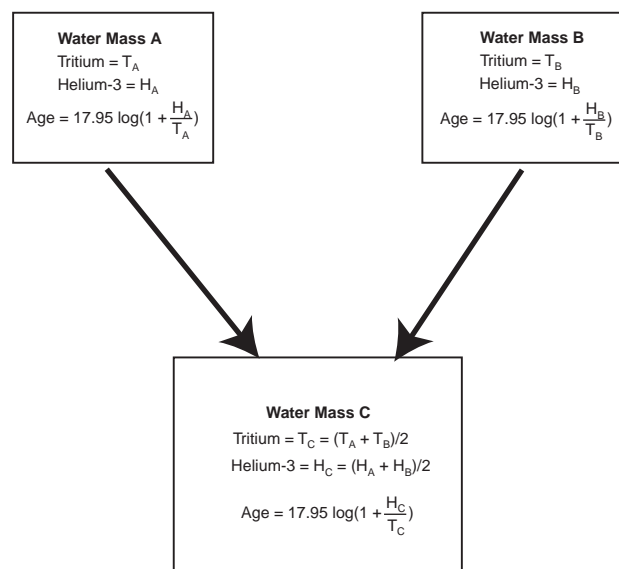 Water Mass A
Tritium = T_A
Helium-3 = H_A
Age = 17.95 log(1 + H_A/T_A)
Water Mass B
Tritium = T_B
Helium-3 = H_B
Age = 17.95 log(1 + H_B/T_B)
Water Mass C
Tritium = T_C = (T_A + T_B)/2
Helium-3 = H_C = (H_A + H_B)/2
Age = 17.95 log(1 + H_C/T_C)